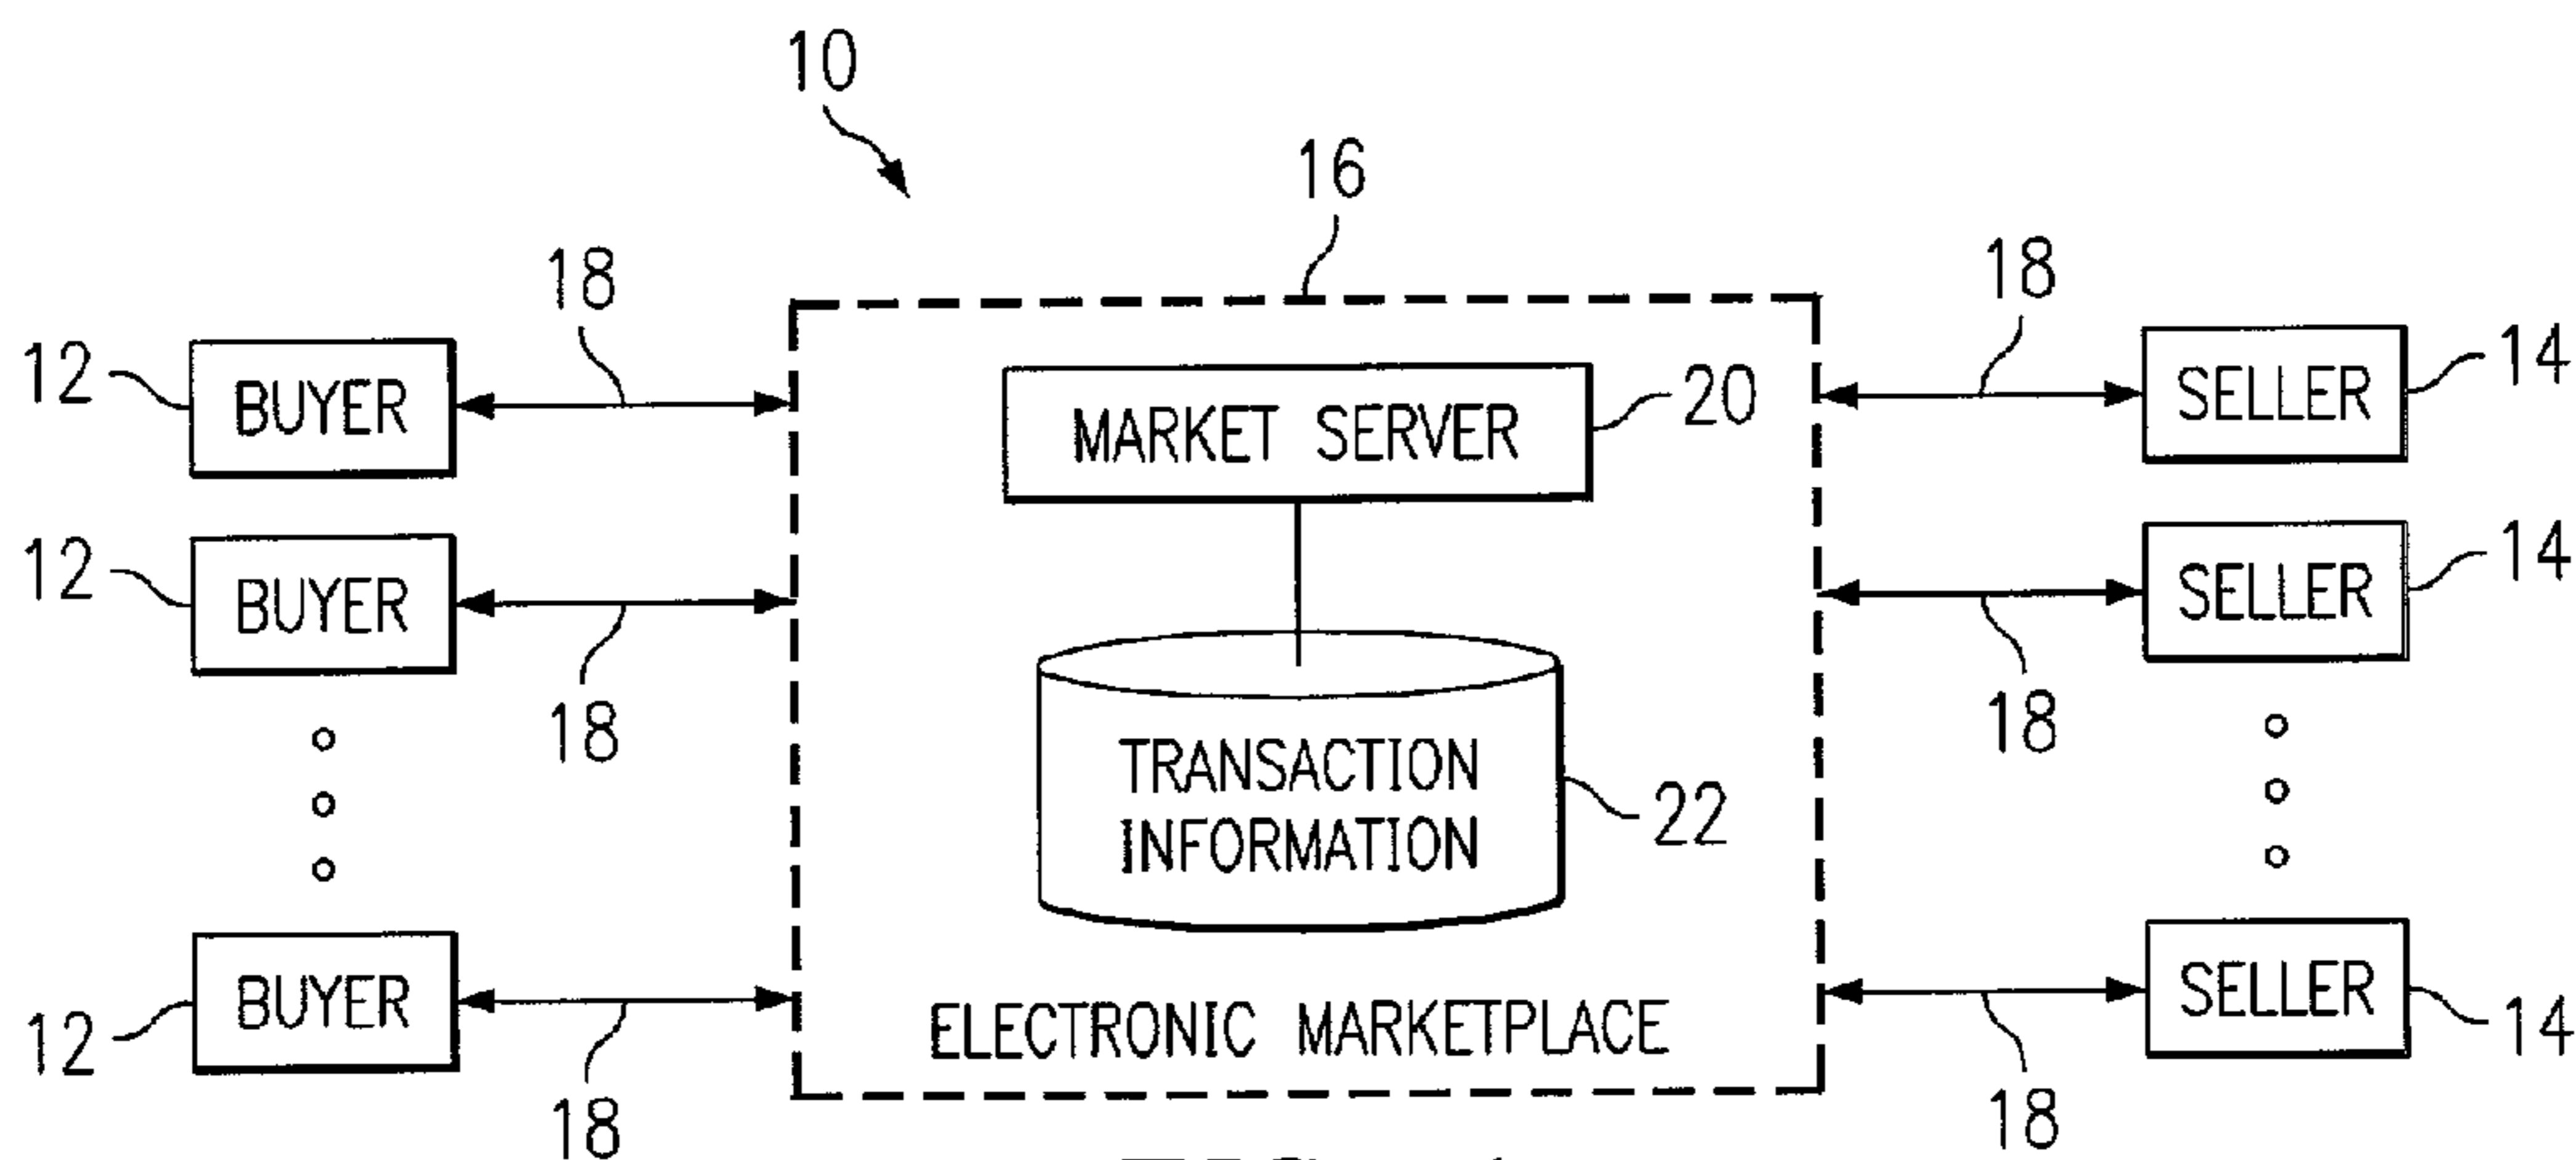 10
16
18
18
12
BUYER
MARKET SERVER
20
SELLER
14
12
BUYER
SELLER
14
18
18
TRANSACTION
INFORMATION
22
12
BUYER
ELECTRONIC MARKETPLACE
SELLER
14
18
18